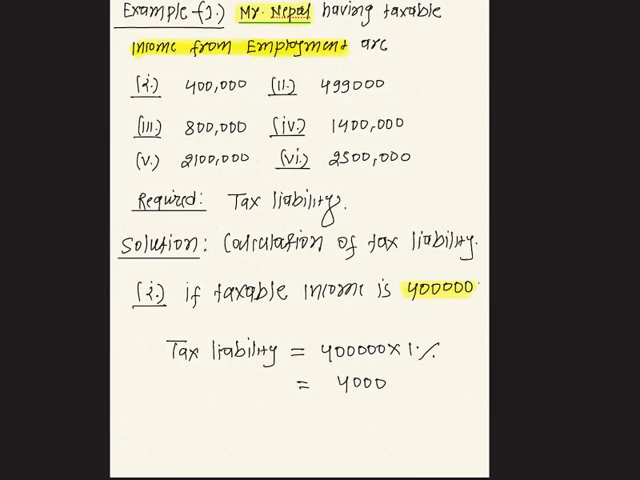 Example-1:) Mr. Nepal having taxable
income from Employment are
(i.) 400,000 (ii.) 499000
(iii.) 800,000 (iv.) 1400,000
(v.) 2100,000 (vi.) 2500,000
Required: Tax liability.
Solution: Calculation of tax liability.
(i.) if taxable income is 400000
Tax liability = 400000 x 1.%
= 4000